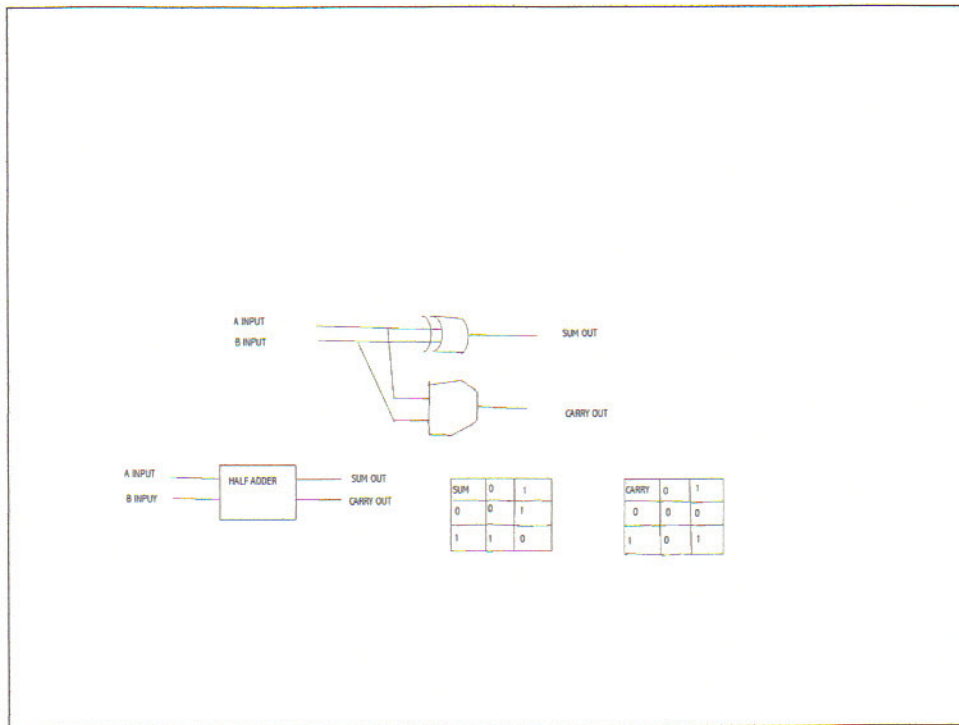 A INPUT
SUM OUT
B INPUT
CARRY OUT
A INPUT
HALF ADDER
SUM OUT
B INPUY
CARRY OUT
SUM 0 1
0 0 1
1 1 0
CARRY 0 1
0 0 0
1 0 1